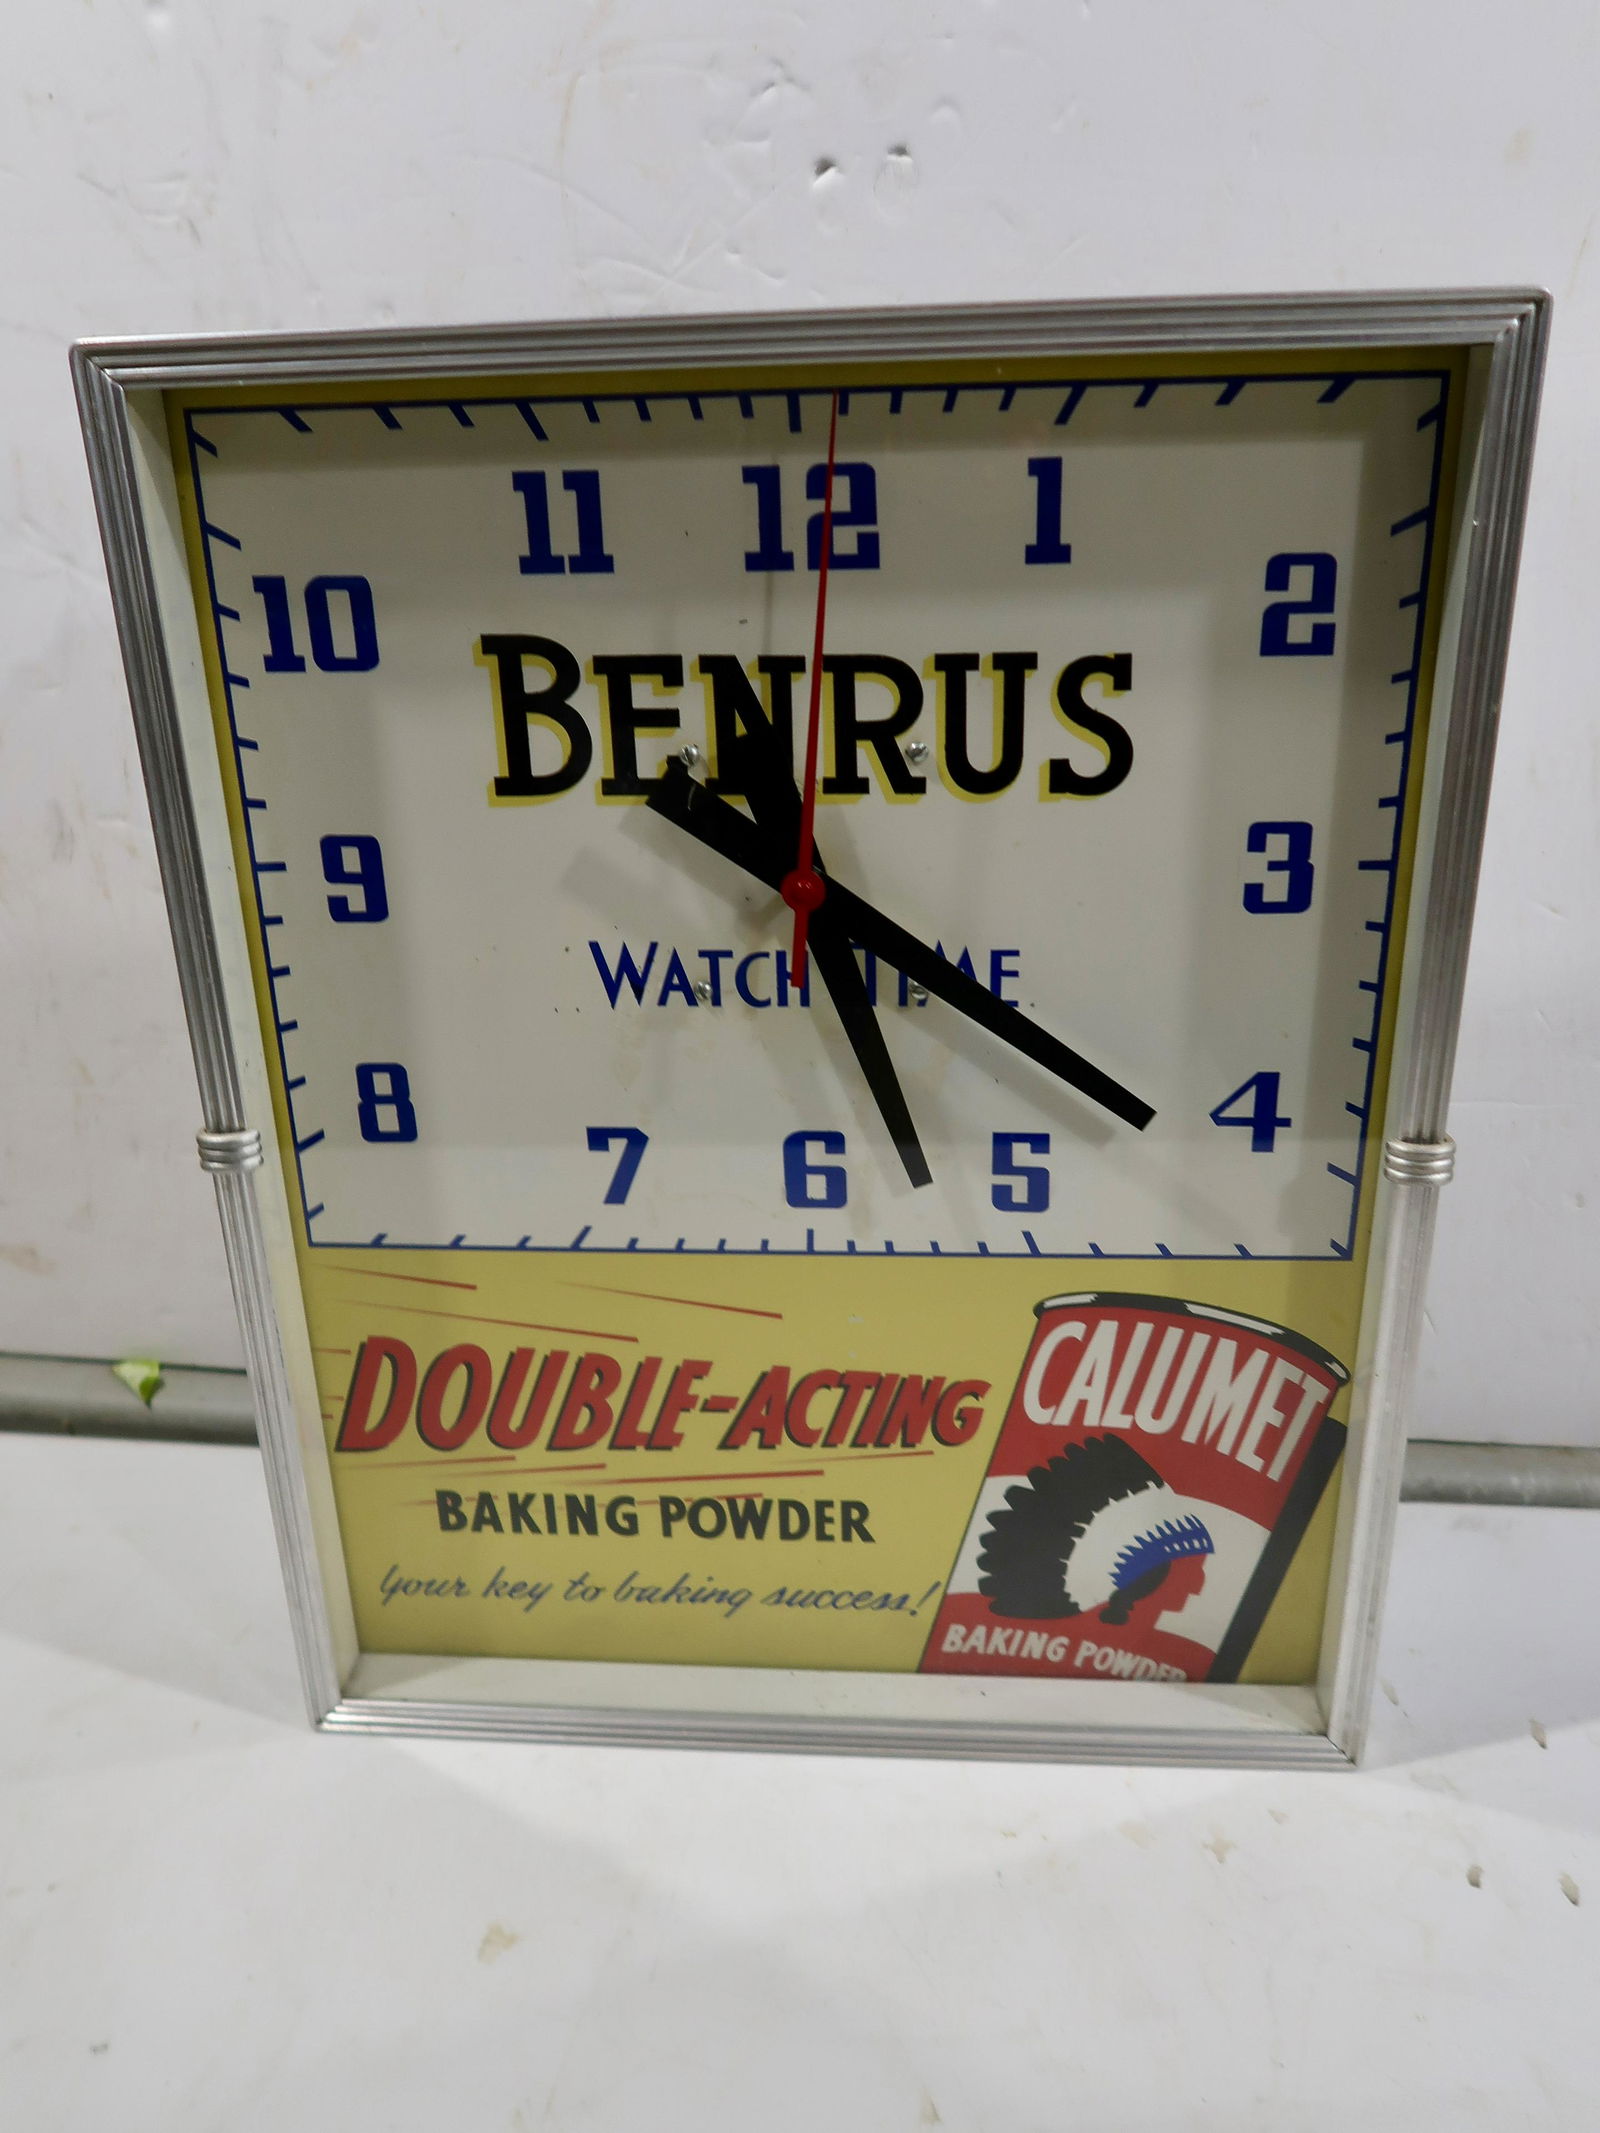 11 12 1
10 2
BENRUS
9 3
WATCH TIME
8 4
7 6 5
DOUBLE-ACTING
BAKING POWDER
your key to baking success!
CALUMET
BAKING POWDER